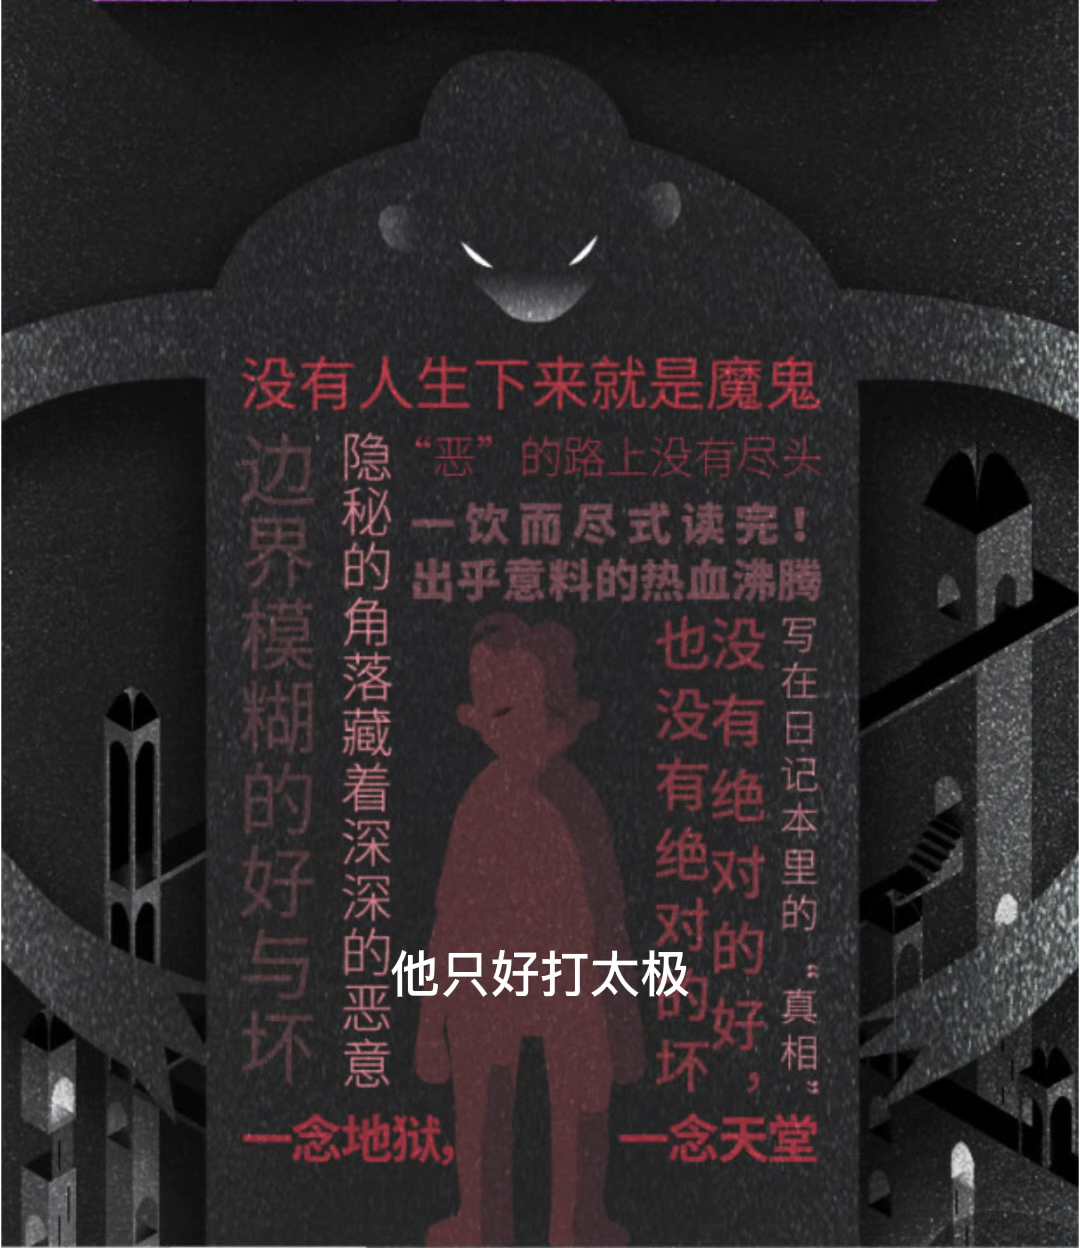 没有人生下来就是魔鬼
边界模糊的好与坏
隐秘的角落藏着深深的恶意
“恶”的路上没有尽头
一饮而尽式读完！
出乎意料的热血沸腾
没有绝对的好，
也没有绝对的坏
写在日记本里的“真相”
他只好打太极
一念地狱,
一念天堂